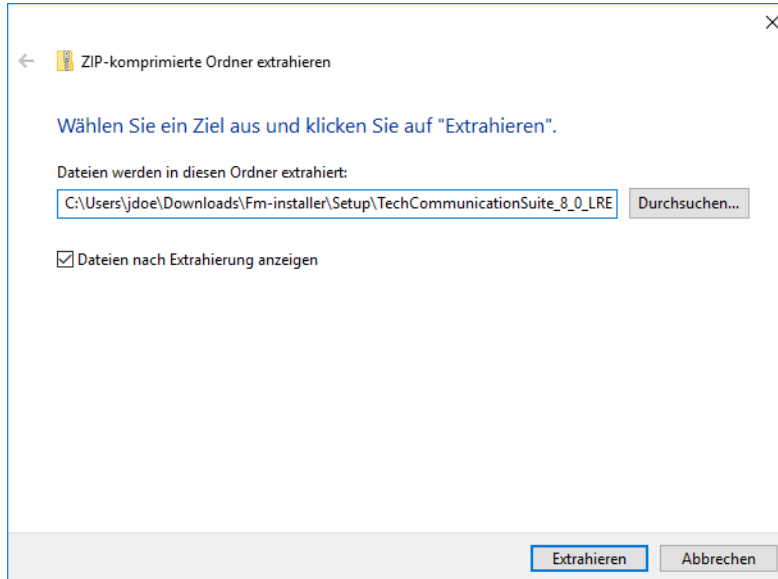 ZIP-komprimierte Ordner extrahieren
Wählen Sie ein Ziel aus und klicken Sie auf "Extrahieren".
Dateien werden in diesen Ordner extrahiert:
C:\Users\jdoe\Downloads\Fm-installer\Setup\TechCommunicationSuite_8_0_LRE
Durchsuchen...
Dateien nach Extrahierung anzeigen
Extrahieren Abbrechen